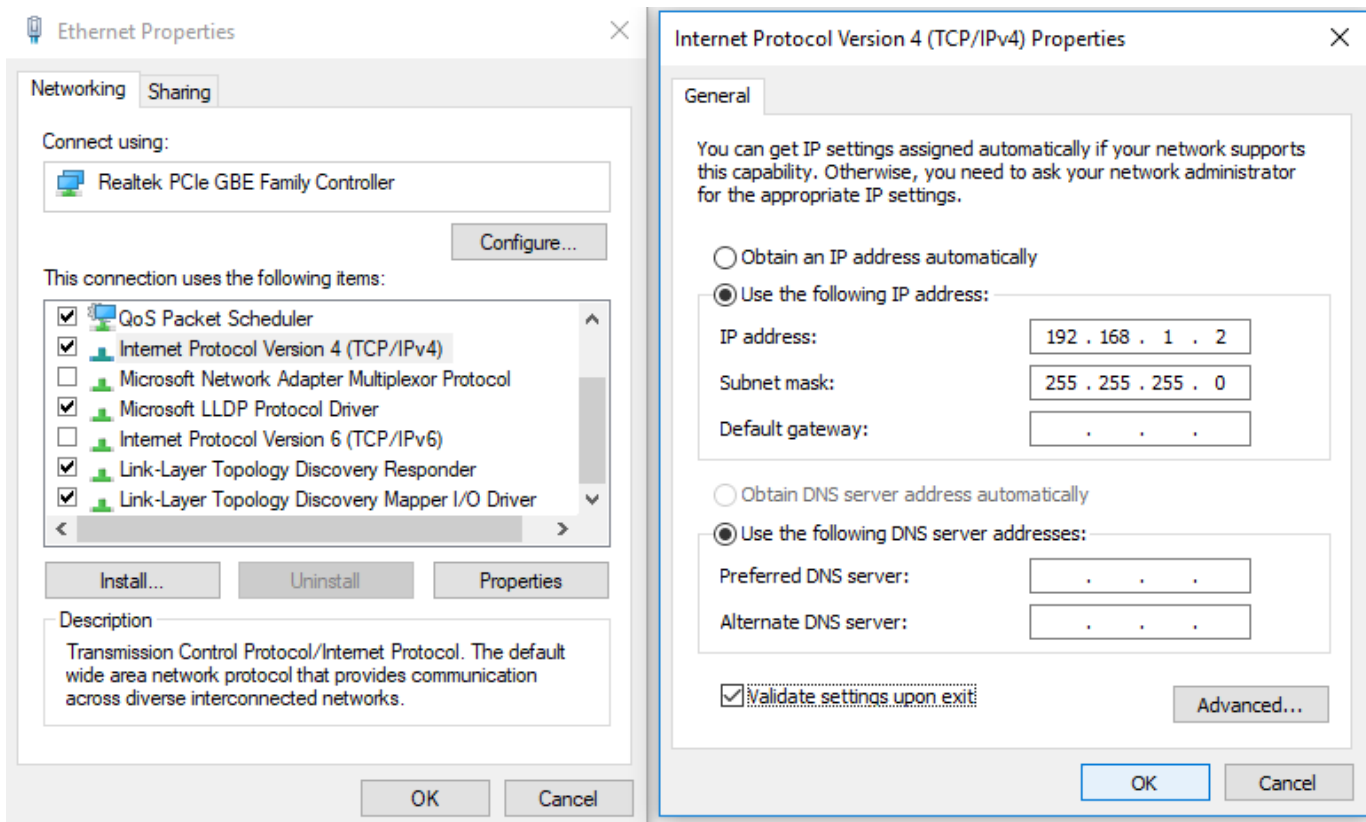 Ethernet Properties
Networking
Sharing
Connect using:
Realtek PCIe GBE Family Controller
Configure...
This connection uses the following items:
QoS Packet Scheduler
Internet Protocol Version 4 (TCP/IPv4)
Microsoft Network Adapter Multiplexor Protocol
Microsoft LLDP Protocol Driver
Internet Protocol Version 6 (TCP/IPv6)
Link-Layer Topology Discovery Responder
Link-Layer Topology Discovery Mapper I/O Driver
Install...
Uninstall
Properties
Description
Transmission Control Protocol/Internet Protocol. The default
wide area network protocol that provides communication
across diverse interconnected networks.
OK
Cancel
Internet Protocol Version 4 (TCP/IPv4) Properties
General
You can get IP settings assigned automatically if your network supports
this capability. Otherwise, you need to ask your network administrator
for the appropriate IP settings.
Obtain an IP address automatically
Use the following IP address:
IP address: 192 . 168 . 1 . 2
Subnet mask: 255 . 255 . 255 . 0
Default gateway: . . .
Obtain DNS server address automatically
Use the following DNS server addresses:
Preferred DNS server: . . .
Alternate DNS server: . . .
Validate settings upon exit
Advanced...
OK
Cancel